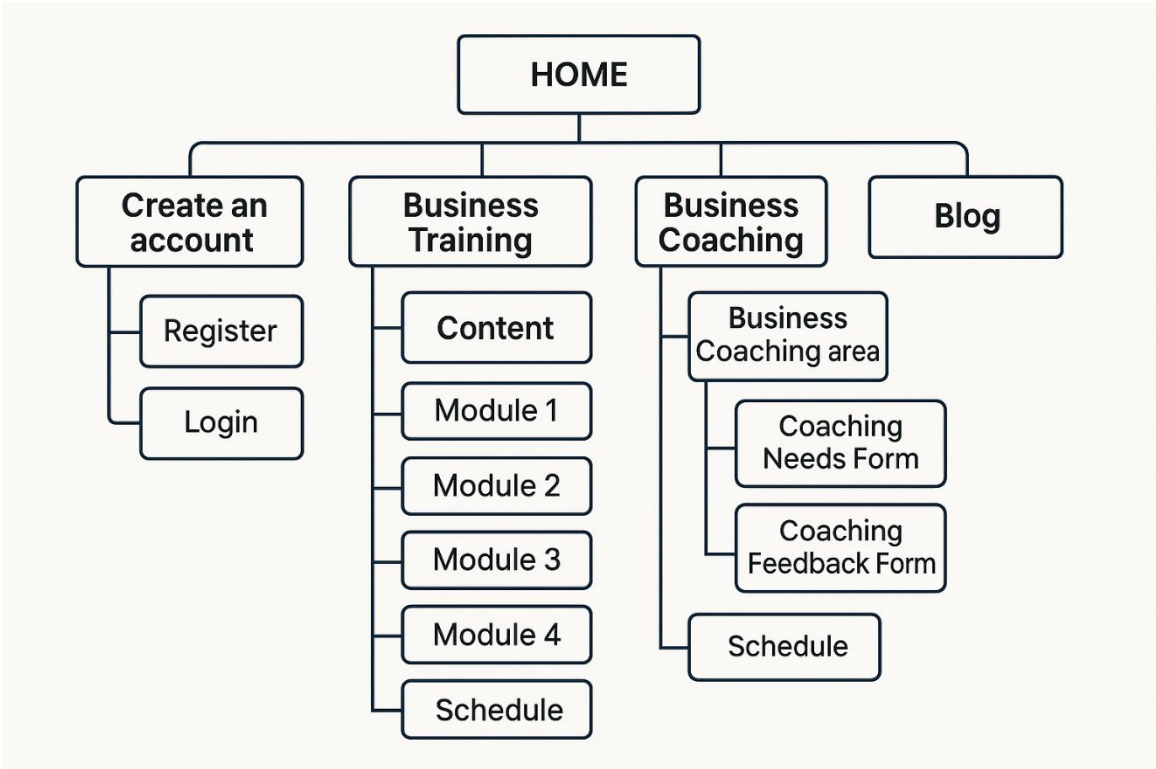 HOME
Create an
account
Register
Login
Business
Training
Content
Module 1
Module 2
Module 3
Module 4
Schedule
Business
Coaching
Business
Coaching area
Coaching
Needs Form
Coaching
Feedback Form
Schedule
Blog